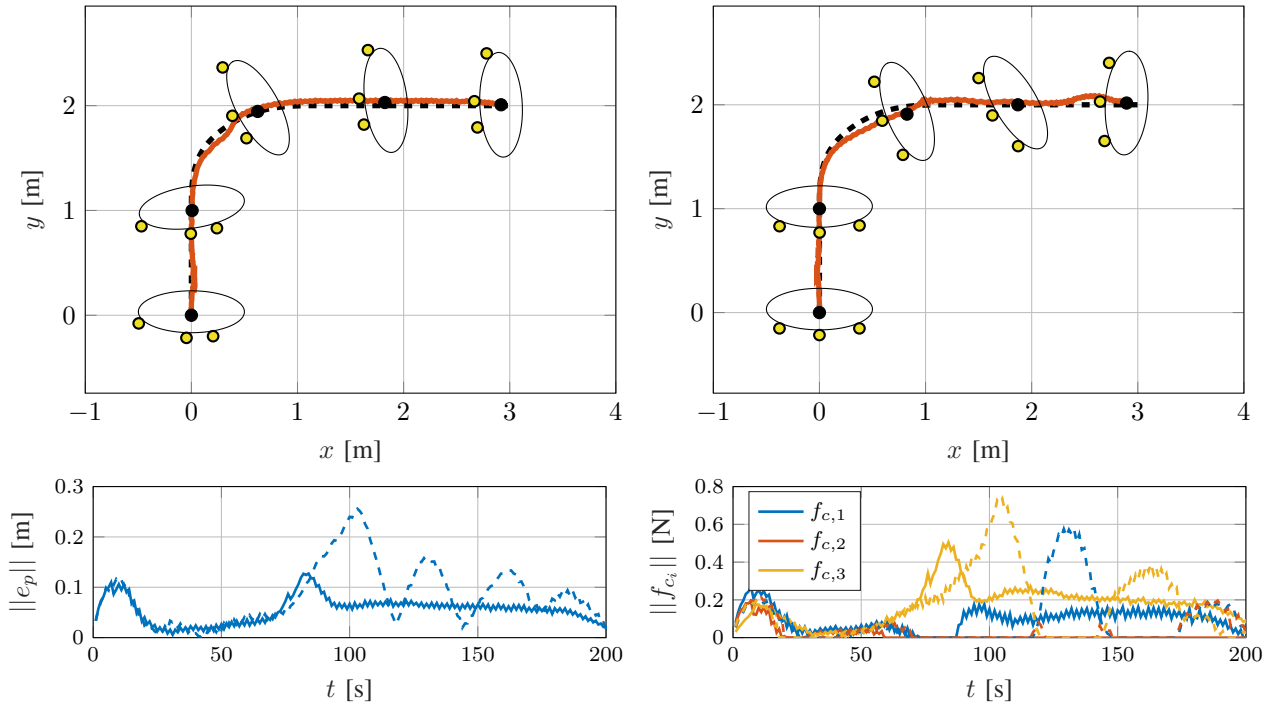 2
1
0
y [m]
−1 0 1 2 3 4
x [m]
2
1
0
y [m]
−1 0 1 2 3 4
x [m]
0.3
0.2
0.1
0
||e_p|| [m]
0 50 100 150 200
t [s]
0.8
0.6
0.4
0.2
0
||f_{c_i}|| [N]
f_{c,1}
f_{c,2}
f_{c,3}
0 50 100 150 200
t [s]